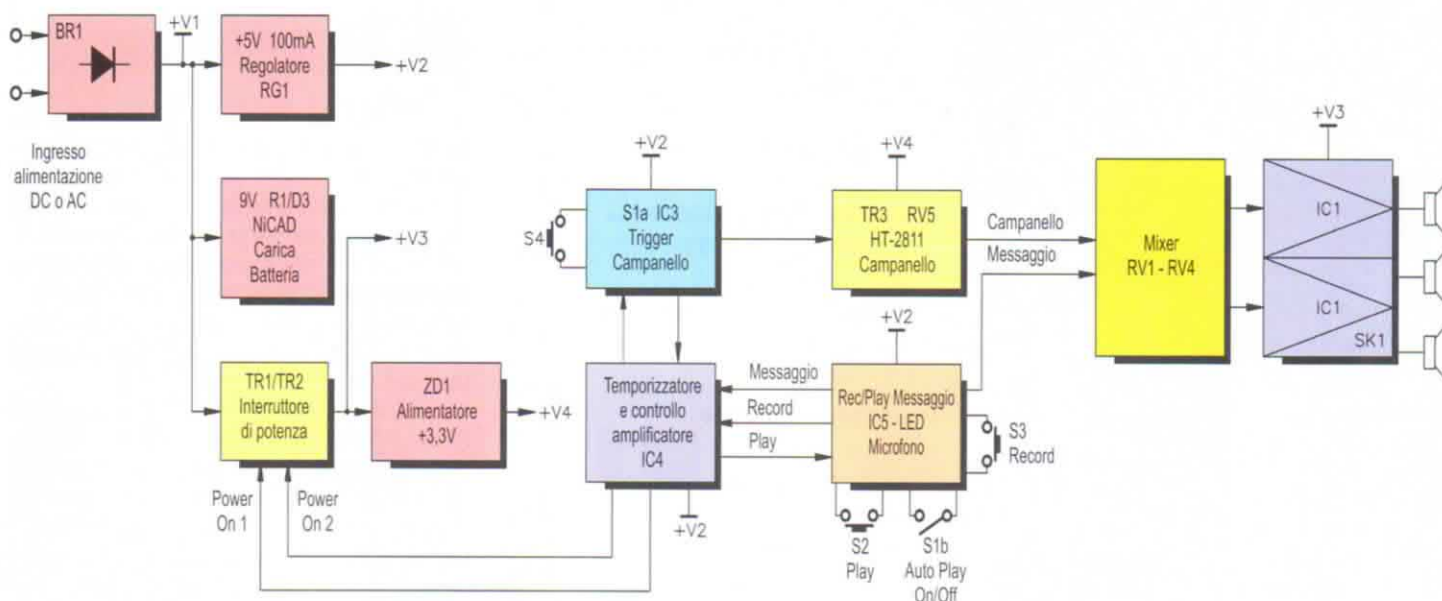 BR1
+V1
+5V 100mA
Regolatore
RG1
+V2
Ingresso
alimentazione
DC o AC
9V R1/D3
NiCAD
Carica
Batteria
+V3
TR1/TR2
Interruttore
di potenza
ZD1
Alimentatore
+3,3V
+V4
Power
On 1
Power
On 2
+V2
S4
S1a IC3
Trigger
Campanello
+V4
TR3 RV5
HT-2811
Campanello
Campanello
Messaggio
Mixer
RV1 - RV4
+V3
IC1
IC1
SK1
Temporizzatore
e controllo
amplificatore
IC4
+V2
Messaggio
Record
Play
+V2
Rec/Play Messaggio
IC5 - LED
Microfono
S3
Record
S2
Play
S1b
Auto Play
On/Off